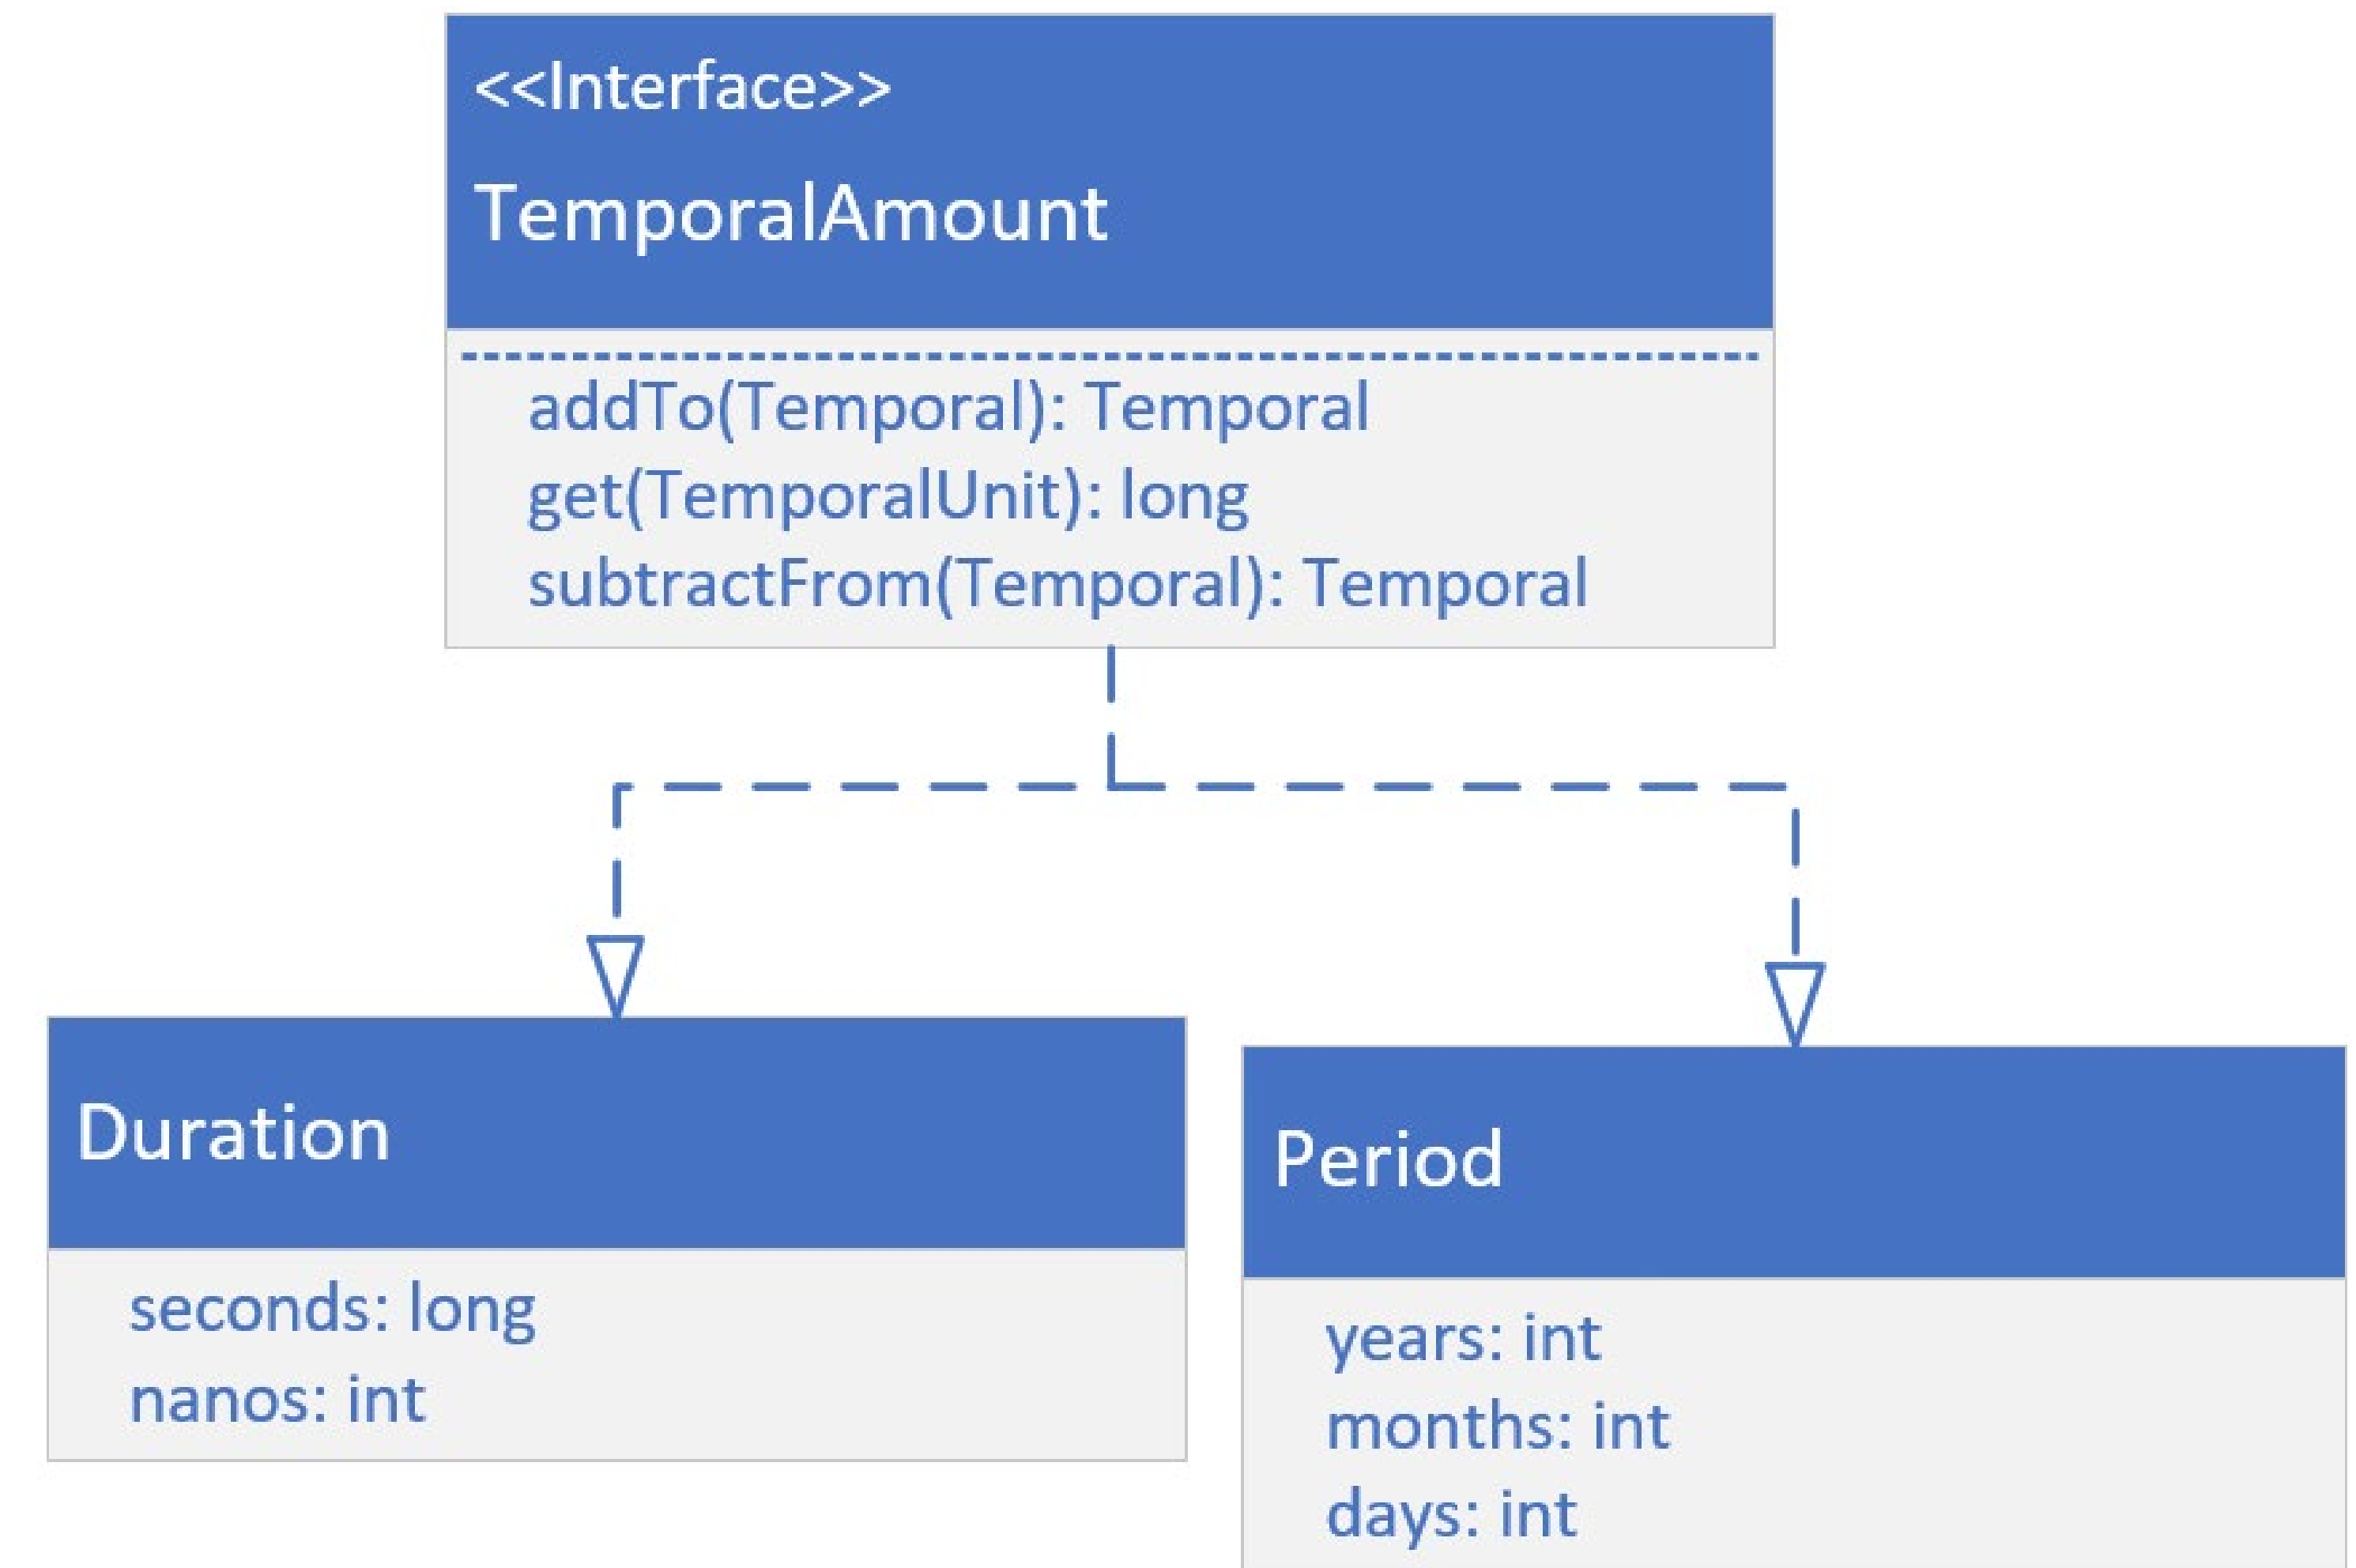 <<Interface>>
TemporalAmount
addTo(Temporal): Temporal
get(TemporalUnit): long
subtractFrom(Temporal): Temporal
Duration
seconds: long
nanos: int
Period
years: int
months: int
days: int